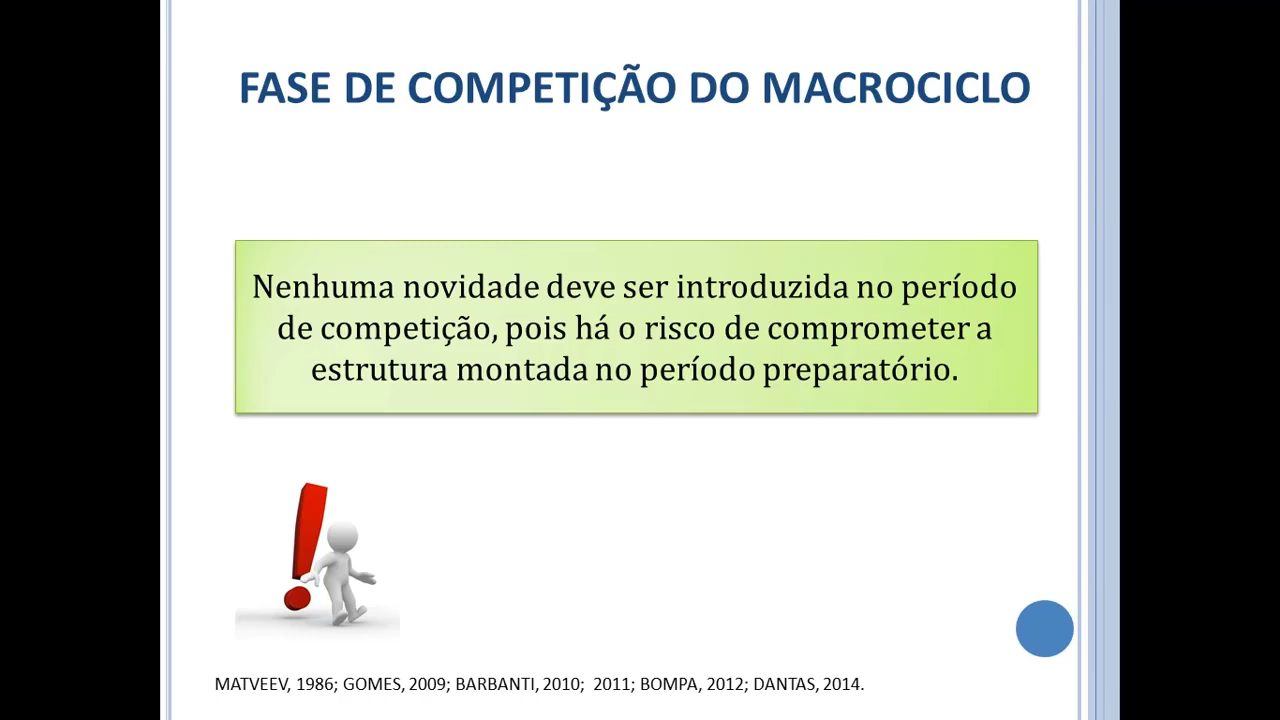 FASE DE COMPETIÇÃO DO MACROCICLO
Nenhuma novidade deve ser introduzida no período
de competição, pois há o risco de comprometer a
estrutura montada no período preparatório.
MATVEEV, 1986; GOMES, 2009; BARBANTI, 2010;  2011; BOMPA, 2012; DANTAS, 2014.